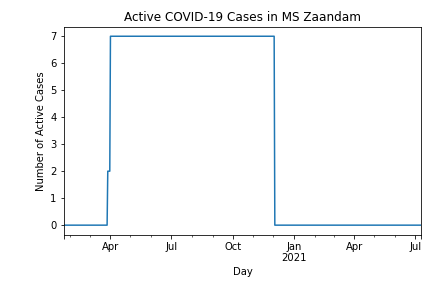 Active COVID-19 Cases in MS Zaandam
Number of Active Cases
7
6
5
4
3
2
1
0
Apr Jul Oct Jan Apr Jul
2021
Day